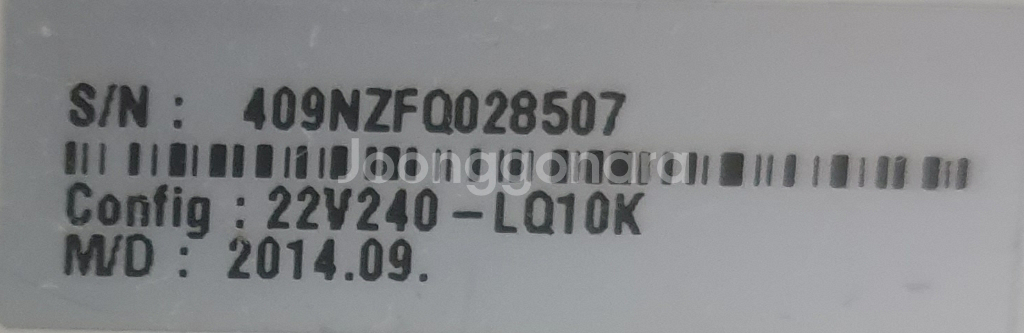 S/N : 409NZFQ028507
Joonggonara
Config : 22V240-LQ10K
M/D : 2014.09.